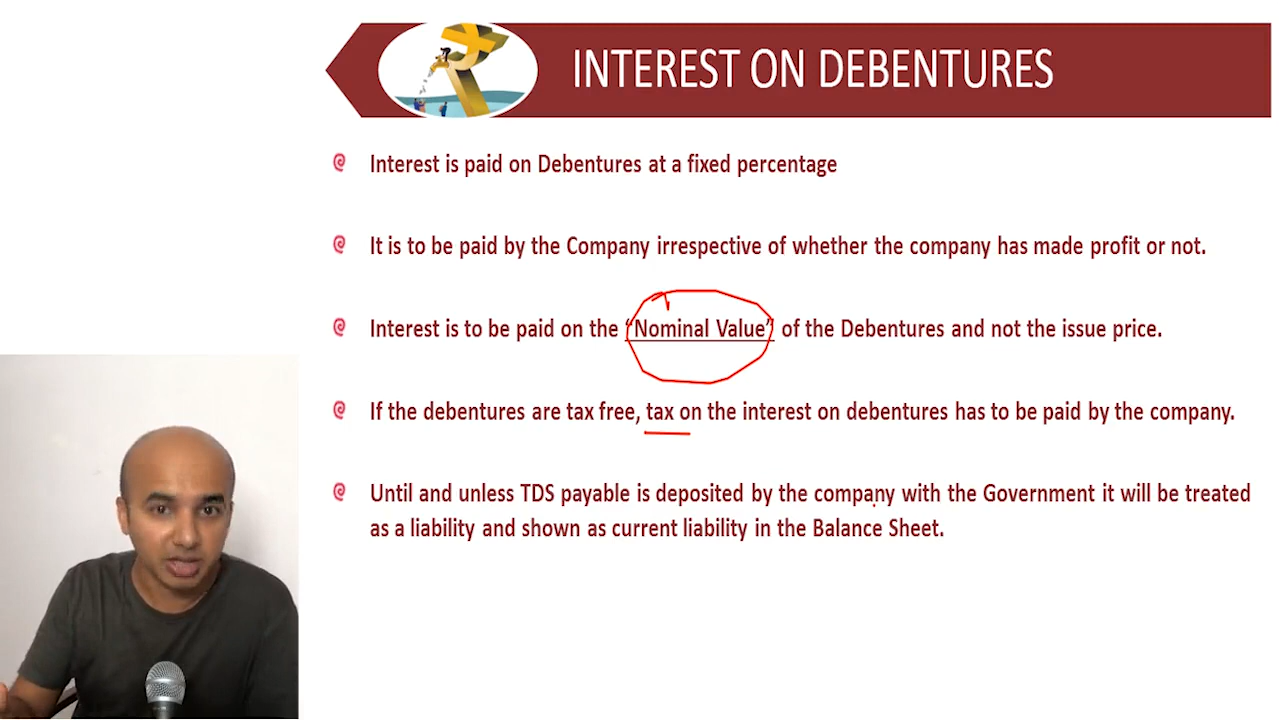 INTEREST ON DEBENTURES
Interest is paid on Debentures at a fixed percentage
It is to be paid by the Company irrespective of whether the company has made profit or not.
Interest is to be paid on the “Nominal Value” of the Debentures and not the issue price.
If the debentures are tax free, tax on the interest on debentures has to be paid by the company.
Until and unless TDS payable is deposited by the company with the Government it will be treated
as a liability and shown as current liability in the Balance Sheet.